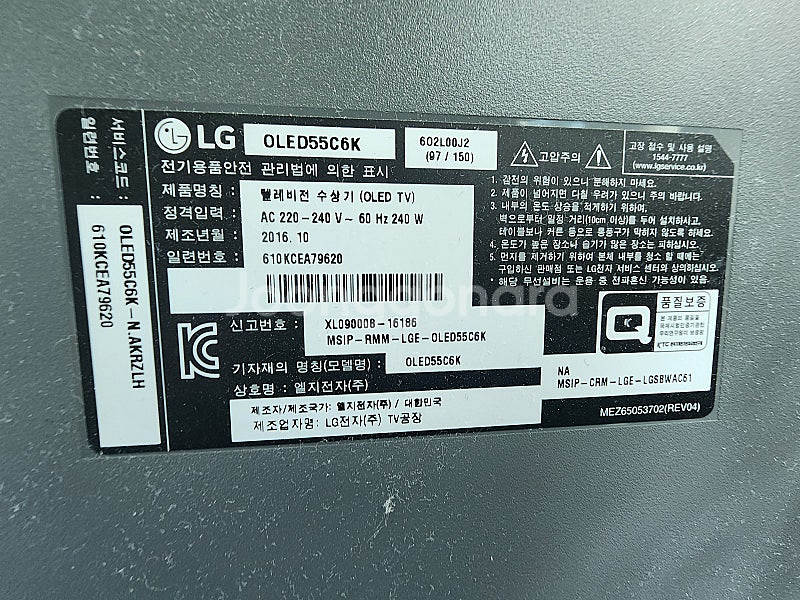 LG
OLED55C6K
602L00J2
(97 / 150)
전기용품안전 관리법에 의한 표시
제품명칭 : 텔레비전 수상기 (OLED TV)
정격입력 : AC 220-240 V~ 60 Hz 240 W
제조년월 : 2016. 10
일련번호 : 610KCEA79620
신고번호 : XL090008-16186
MSIP-RMM-LGE-OLED55C6K
기자재의 명칭(모델명) : OLED55C6K
상호명 : 엘지전자(주)
제조자/제조국가: 엘지전자(주) / 대한민국
제조업자명 : LG전자(주) TV공장
서비스코드 : OLED55C6K-N.AKRZLH
일련번호 : 610KCEA79620
고압주의
고장 접수 및 사용 설명
1544-7777
(www.lgservice.co.kr)
1. 감전의 위험이 있으니 분해하지 마세요.
2. 제품이 넘어지면 다칠 우려가 있으니 주의 바랍니다.
3. 내부의 온도 상승을 적게하기 위하여,
벽으로부터 일정 거리(10cm 이상)를 두어 설치하시고,
테이블보나 커튼 등으로 통풍구가 막히지 않도록 하세요.
4. 온도가 높은 장소나 습기가 많은 장소는 피하십시오.
5. 먼지를 제거하기 위하여 본체 내부를 청소 할 때에는
구입하신 판매점 또는 LG전자 서비스 센터와 상의하십시오.
해당 무선설비는 운용 중 전파혼신 가능성이 있음.
Q
품질보증
KC
NA
MSIP-CRM-LGE-LGSBWAC61
MEZ65053702(REV04)
Joonggonara